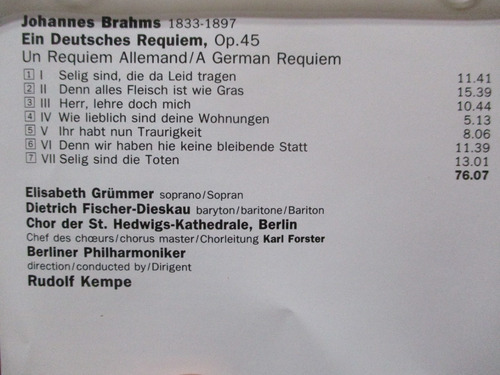 Johannes Brahms 1833-1897
Ein Deutsches Requiem, Op.45
Un Requiem Allemand/A German Requiem
1 I Selig sind, die da Leid tragen 11.41
2 II Denn alles Fleisch ist wie Gras 15.39
3 III Herr, lehre doch mich 10.44
4 IV Wie lieblich sind deine Wohnungen 5.13
5 V Ihr habt nun Traurigkeit 8.06
6 VI Denn wir haben hie keine bleibende Statt 11.39
7 VII Selig sind die Toten 13.01
76.07
Elisabeth Grümmer soprano/Sopran
Dietrich Fischer-Dieskau baryton/baritone/Bariton
Chor der St. Hedwigs-Kathedrale, Berlin
Chef des chœurs/chorus master/Chorleitung Karl Forster
Berliner Philharmoniker
direction/conducted by/Dirigent
Rudolf Kempe